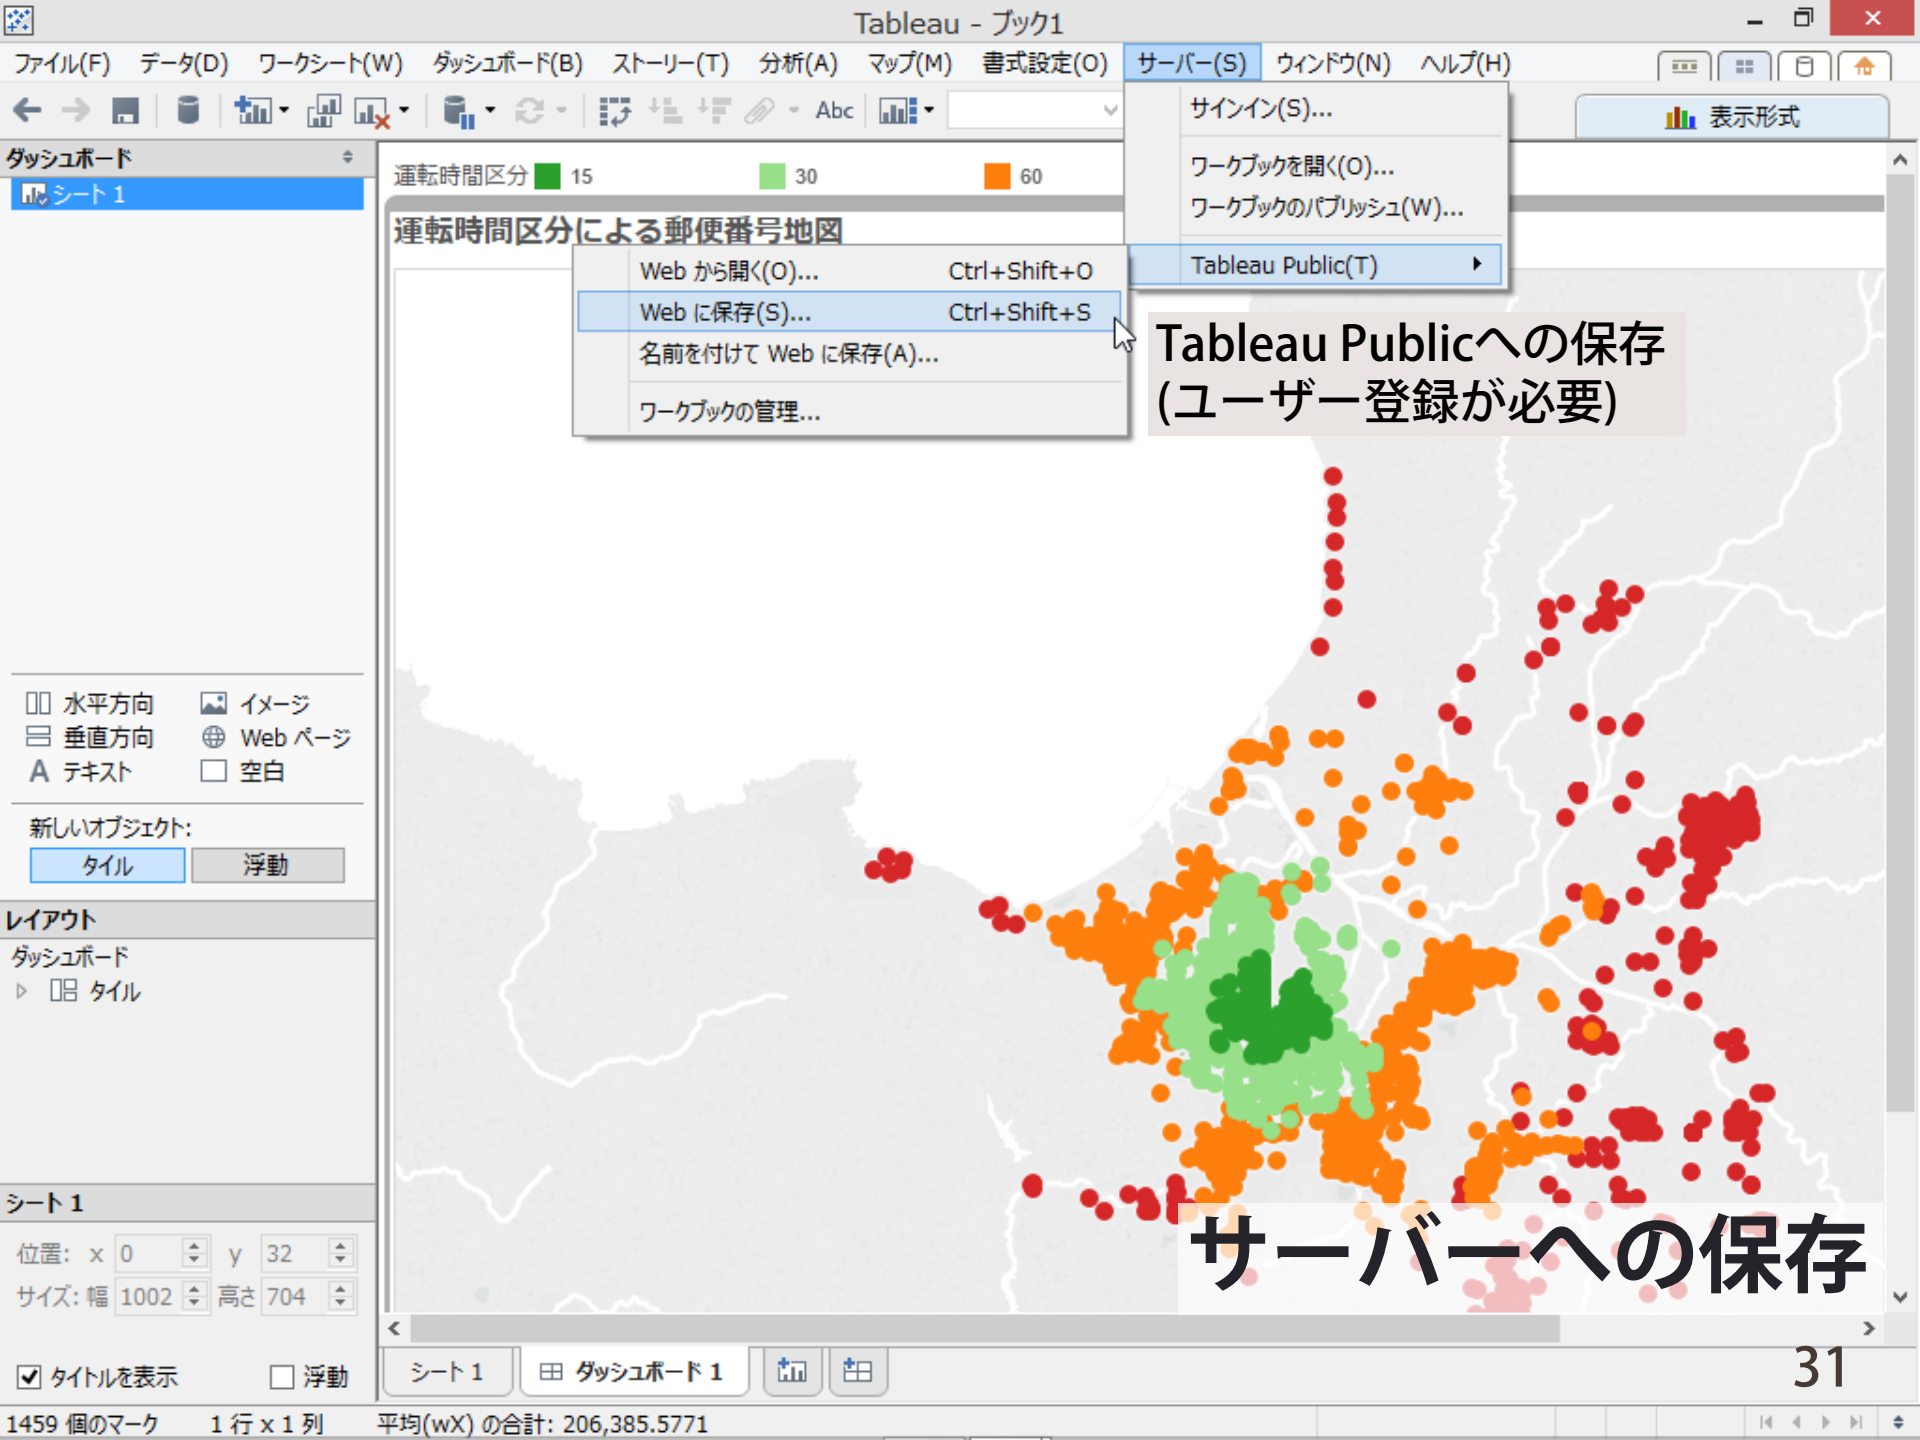 Tableau - ブック1
ファイル(F) データ(D) ワークシート(W) ダッシュボード(B) ストーリー(T) 分析(A) マップ(M) 書式設定(O) サーバー(S) ウィンドウ(N) ヘルプ(H)
Abc
表示形式
サインイン(S)...
ワークブックを開く(O)...
ワークブックのパブリッシュ(W)...
Tableau Public(T)
ダッシュボード
シート 1
運転時間区分 15 30 60
運転時間区分による郵便番号地図
Web から開く(O)... Ctrl+Shift+O
Web に保存(S)... Ctrl+Shift+S
名前を付けて Web に保存(A)...
ワークブックの管理...
Tableau Publicへの保存
(ユーザー登録が必要)
水平方向 イメージ
垂直方向 Web ページ
A テキスト 空白
新しいオブジェクト:
タイル 浮動
レイアウト
ダッシュボード
タイル
シート 1
位置: x 0 y 32
サイズ: 幅 1002 高さ 704
タイトルを表示 浮動
サーバーへの保存
31
シート 1 ダッシュボード 1
1459 個のマーク 1 行 x 1 列 平均(wX) の合計: 206,385.5771